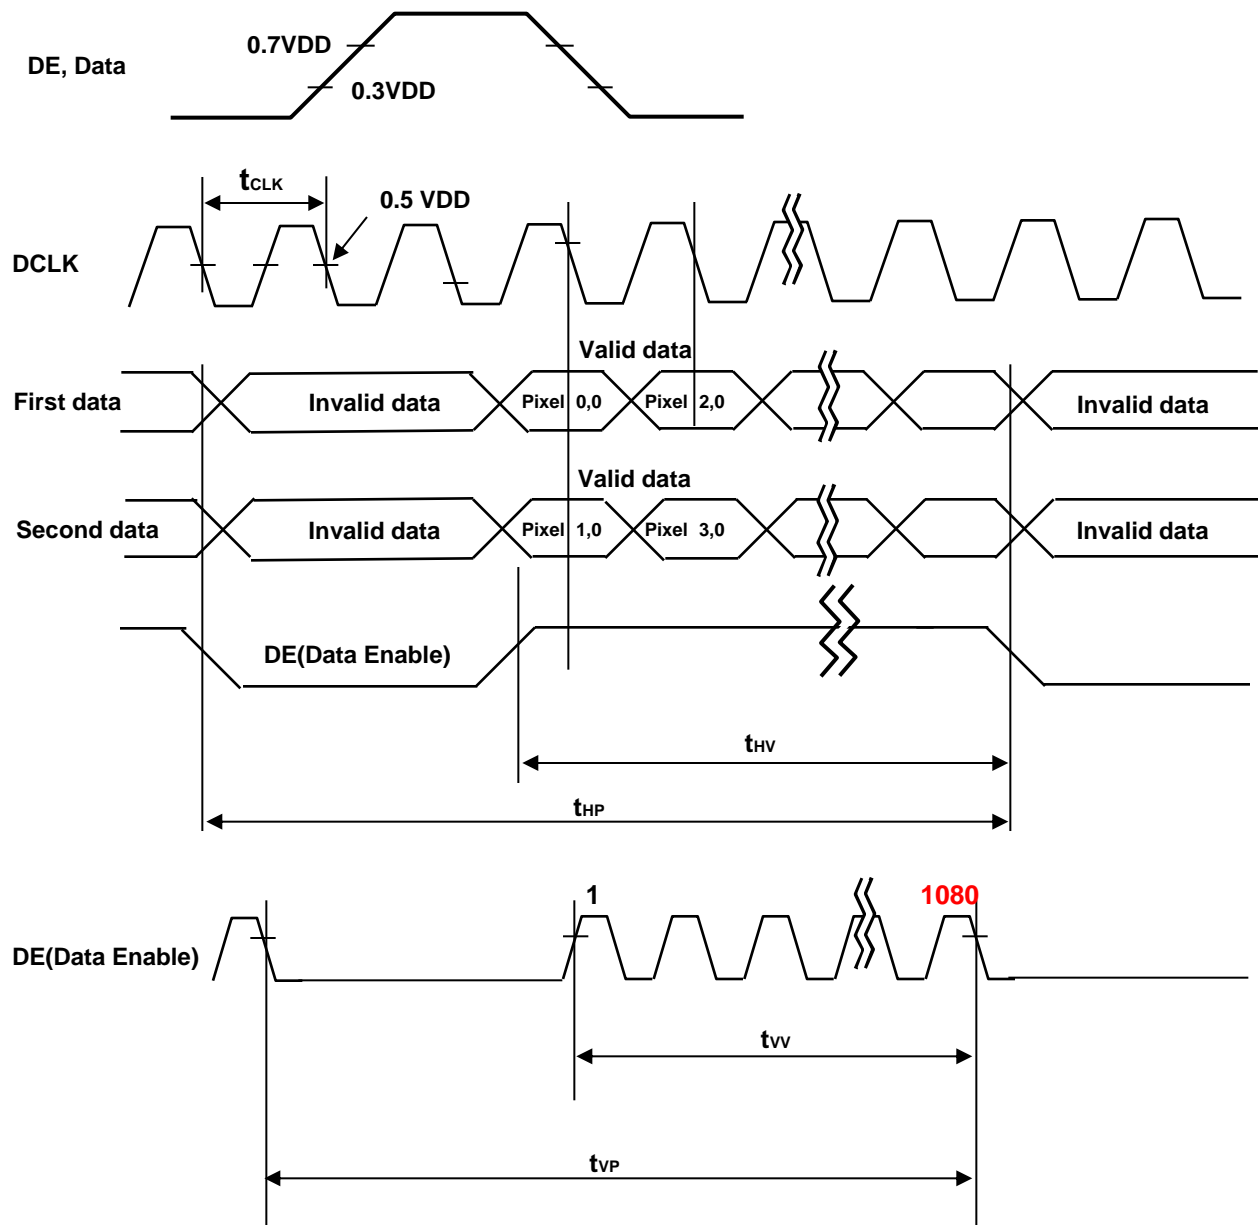 0.7VDD
DE, Data
0.3VDD
tCLK
0.5 VDD
DCLK
Valid data
First data
Invalid data
Pixel 0,0
Pixel 2,0
Invalid data
Valid data
Second data
Invalid data
Pixel 1,0
Pixel 3,0
Invalid data
DE(Data Enable)
tHV
tHP
1
1080
DE(Data Enable)
tVV
tVP